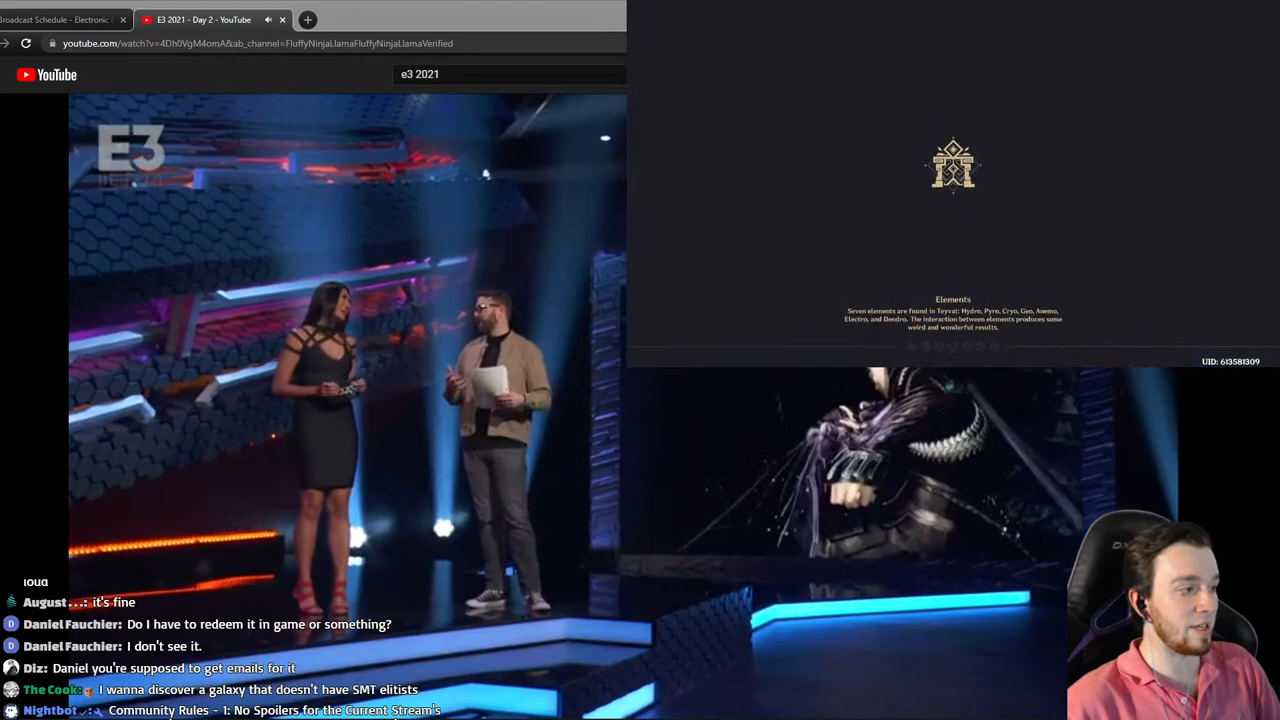 Broadcast Schedule - Electronic
E3 2021 - Day 2 - YouTube
youtube.com/watch?v=4Dh0VgM4omA&ab_channel=FluffyNinjaLlamaFluffyNinjaLlamaVerified
YouTube
e3 2021
E3
Elements
Seven elements are found in Teyvat: Hydro, Pyro, Cryo, Geo, Anemo,
Electro, and Dendro. The interaction between elements produces some
weird and wonderful results.
UID: 613581309
August...: it's fine
Daniel Fauchier: Do I have to redeem it in game or something?
D
Daniel Fauchier: I don't see it.
D
Diz: Daniel you're supposed to get emails for it
The Cook: I wanna discover a galaxy that doesn't have SMT elitists
Nightbot: Community Rules - 1: No Spoilers for the Current Stream's